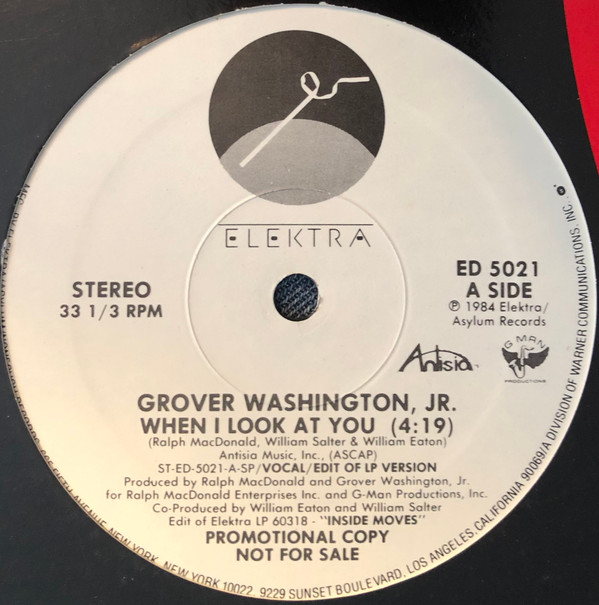 ELEKTRA
STEREO
33 1/3 RPM
ED 5021
A SIDE
℗ 1984 Elektra/
Asylum Records
Antisia
G MAN
PRODUCTIONS
GROVER WASHINGTON, JR.
WHEN I LOOK AT YOU (4:19)
(Ralph MacDonald, William Salter & William Eaton)
Antisia Music, Inc., (ASCAP)
ST-ED-5021-A-SP/VOCAL/EDIT OF LP VERSION
Produced by Ralph MacDonald and Grover Washington, Jr.
for Ralph MacDonald Enterprises Inc. and G-Man Productions, Inc.
Co-Produced by William Eaton and William Salter
Edit of Elektra LP 60318 - "INSIDE MOVES"
PROMOTIONAL COPY
NOT FOR SALE
AVENUE, NEW YORK, NEW YORK 10022. 9229 SUNSET BOULEVARD, LOS ANGELES, CALIFORNIA 90069/A DIVISION OF WARNER COMMUNICATIONS, INC.